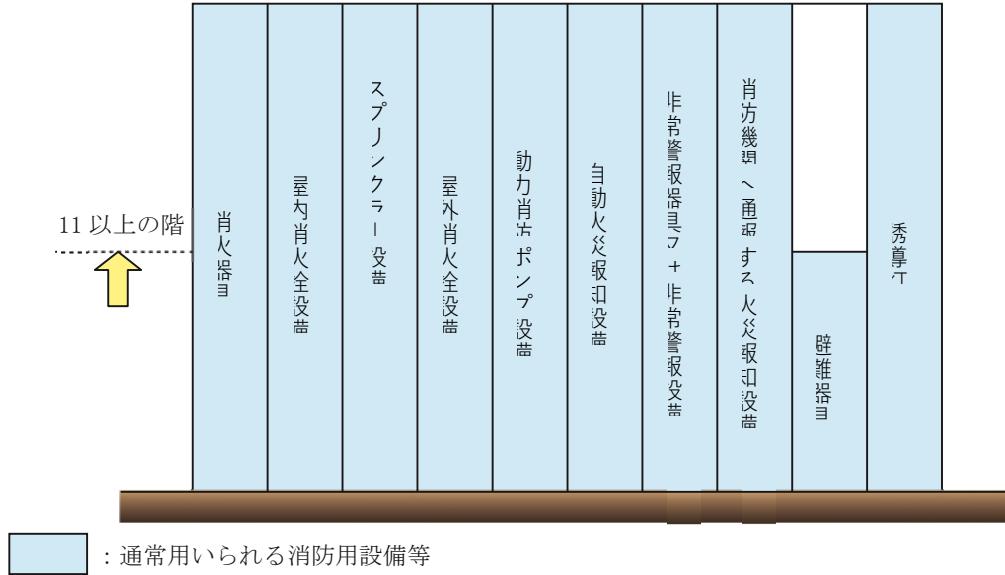 11 以上の階
消火器具
屋内消火栓設備
スプリンクラー設備
屋外消火栓設備
動力消防ポンプ設備
自動火災報知設備
非常警報器具又は非常警報設備
消防機関へ通報する火災報知設備
避難器具
誘導灯
：通常用いられる消防用設備等